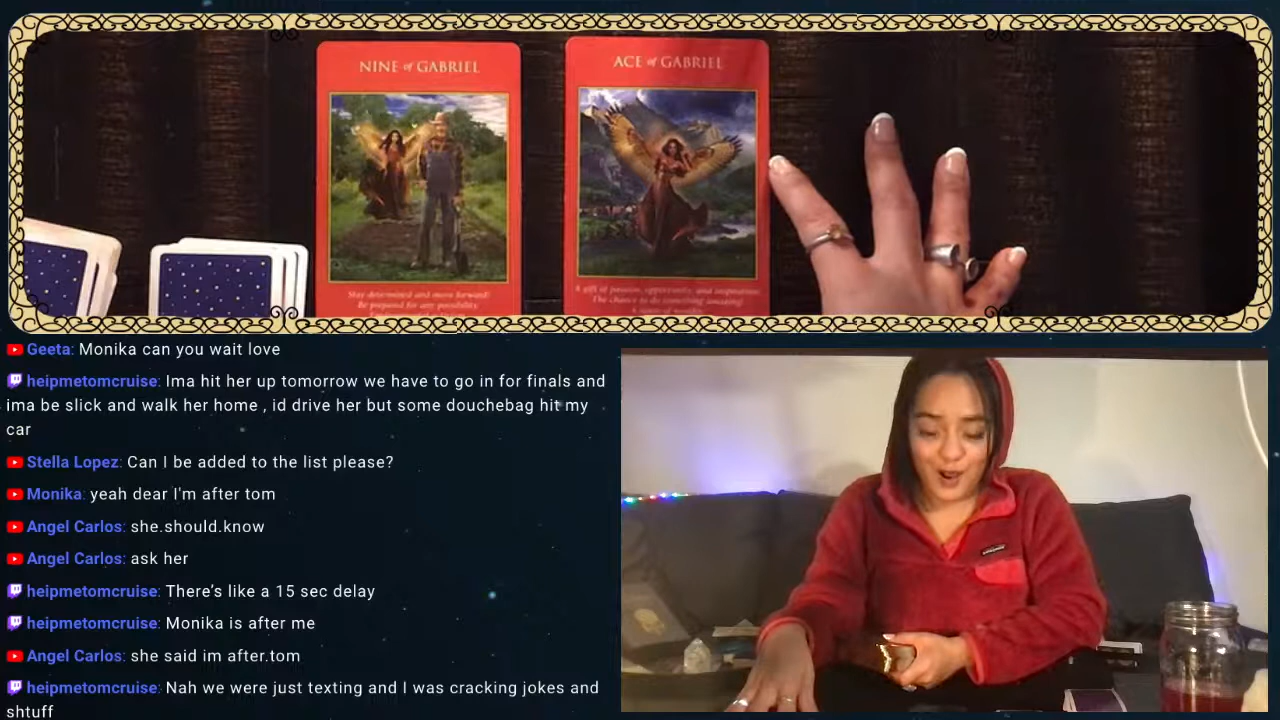 NINE of GABRIEL
ACE of GABRIEL
Stay determined and move forward!
Be prepared for any possibility.
A gift of passion, opportunity, and inspiration.
The chance to do something amazing!
Geeta: Monika can you wait love
heipmetomcruise: Ima hit her up tomorrow we have to go in for finals and
ima be slick and walk her home , id drive her but some douchebag hit my
car
Stella Lopez: Can I be added to the list please?
Monika: yeah dear I'm after tom
Angel Carlos: she.should.know
Angel Carlos: ask her
heipmetomcruise: There's like a 15 sec delay
heipmetomcruise: Monika is after me
Angel Carlos: she said im after.tom
heipmetomcruise: Nah we were just texting and I was cracking jokes and
shtuff